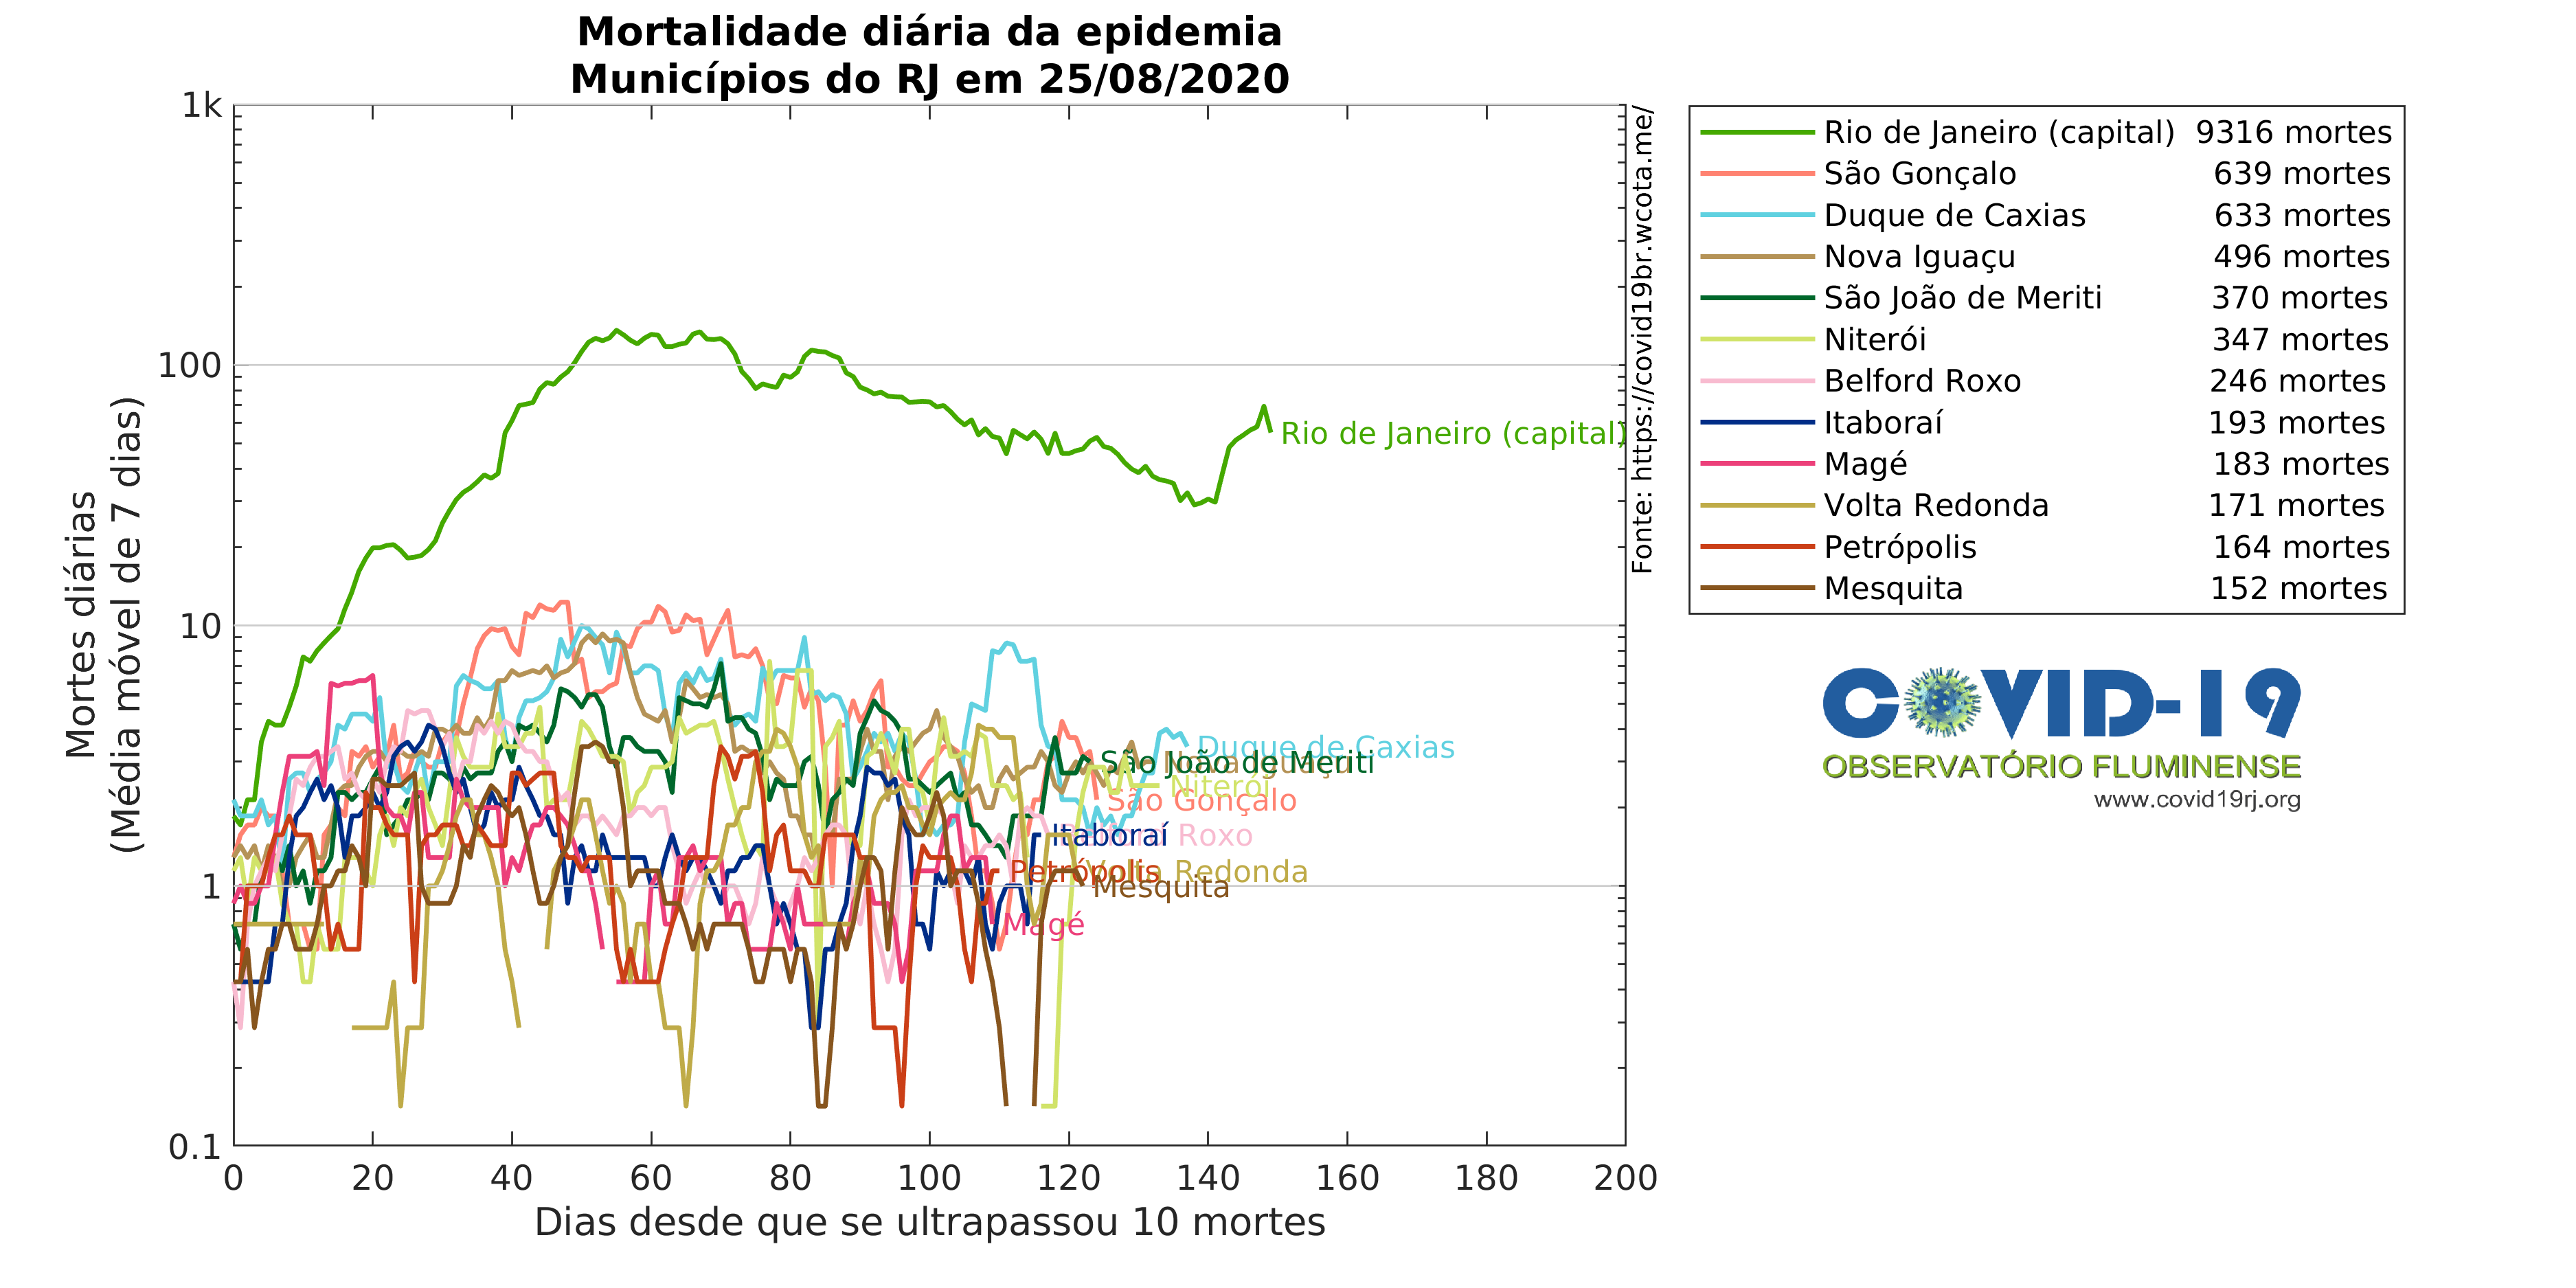 Mortalidade diária da epidemia
Municípios do RJ em 25/08/2020
Mortes diárias
(Média móvel de 7 dias)
1k
100
10
1
0.1
0 20 40 60 80 100 120 140 160 180 200
Dias desde que se ultrapassou 10 mortes
Rio de Janeiro (capital)
Duque de Caxias
São João de Meriti
Nova Iguaçu
Niterói
São Gonçalo
Itaboraí
Roxo
Petrópolis
Volta Redonda
Mesquita
Magé
Fonte: https://covid19br.wcota.me/
Rio de Janeiro (capital) 9316 mortes
São Gonçalo 639 mortes
Duque de Caxias 633 mortes
Nova Iguaçu 496 mortes
São João de Meriti 370 mortes
Niterói 347 mortes
Belford Roxo 246 mortes
Itaboraí 193 mortes
Magé 183 mortes
Volta Redonda 171 mortes
Petrópolis 164 mortes
Mesquita 152 mortes
COVID-19
OBSERVATÓRIO FLUMINENSE
www.covid19rj.org